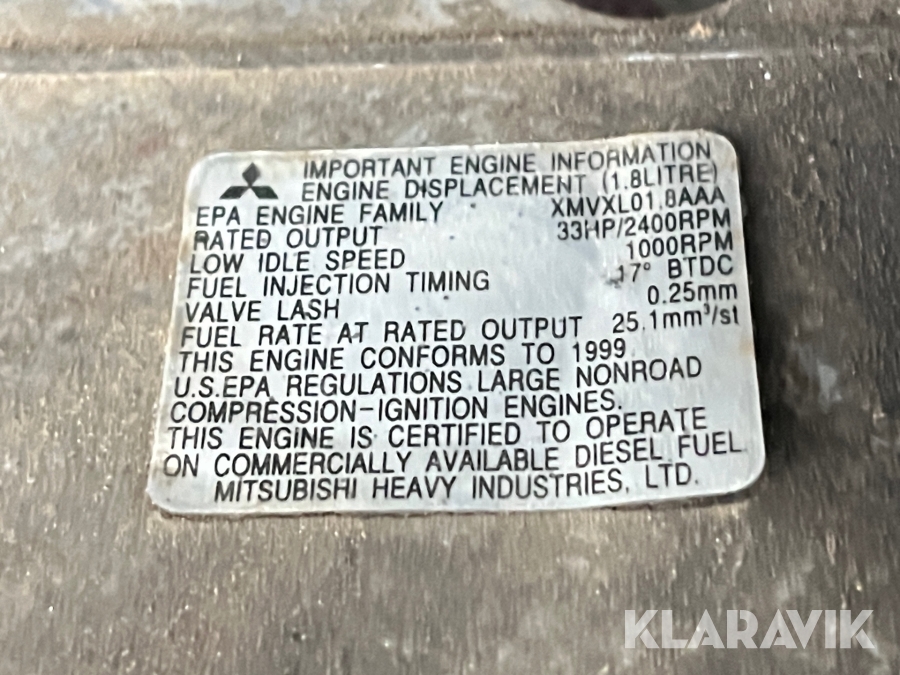 IMPORTANT ENGINE INFORMATION
ENGINE DISPLACEMENT (1.8LITRE)
EPA ENGINE FAMILY XMVXL01.8AAA
RATED OUTPUT 33HP/2400RPM
LOW IDLE SPEED 1000RPM
FUEL INJECTION TIMING 17° BTDC
VALVE LASH 0.25mm
FUEL RATE AT RATED OUTPUT 25.1mm³/st
THIS ENGINE CONFORMS TO 1999
U.S.EPA REGULATIONS LARGE NONROAD
COMPRESSION-IGNITION ENGINES.
THIS ENGINE IS CERTIFIED TO OPERATE
ON COMMERCIALLY AVAILABLE DIESEL FUEL
MITSUBISHI HEAVY INDUSTRIES, LTD.
KLARAVIK